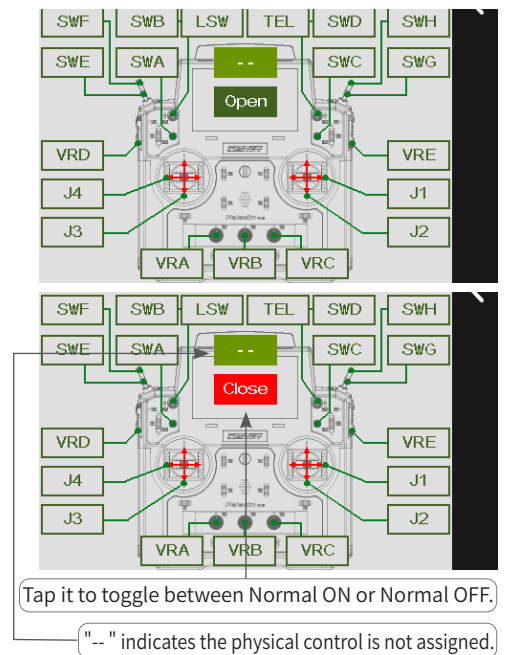 SWF SWB LSW TEL SWD SWH
SWE SWA -- SWC SWG
Open
VRD VRE
J4 J1
J3 J2
VRA VRB VRC
SWF SWB LSW TEL SWD SWH
SWE SWA -- SWC SWG
Close
VRD VRE
J4 J1
J3 J2
VRA VRB VRC
Tap it to toggle between Normal ON or Normal OFF.
"-- " indicates the physical control is not assigned.